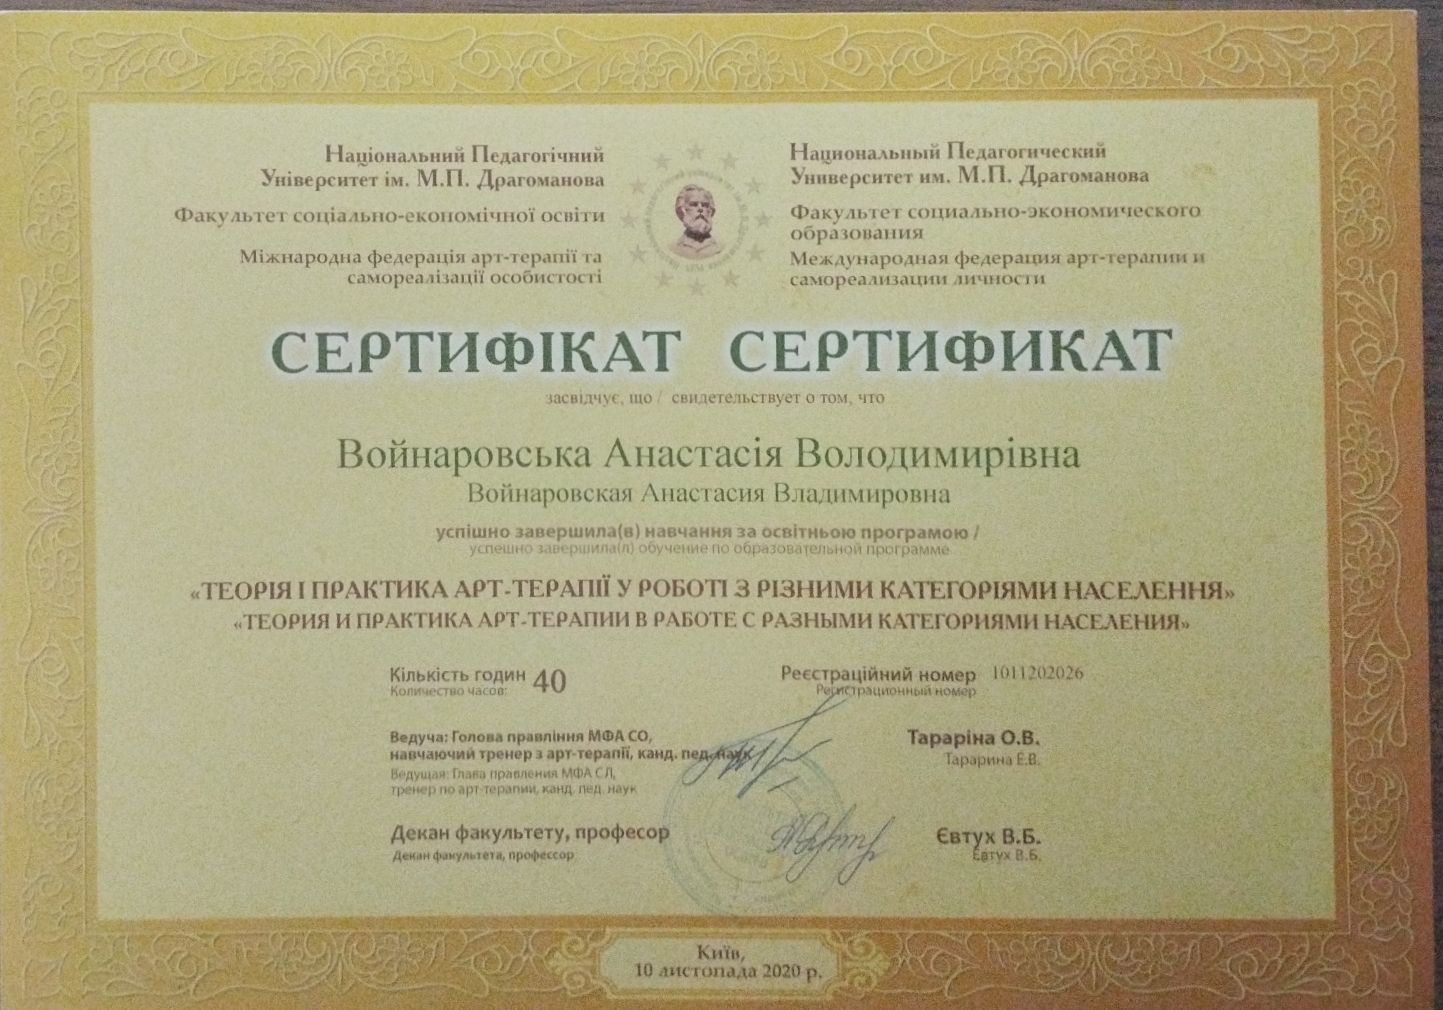 Національний Педагогічний
Університет ім. М.П. Драгоманова
Факультет соціально-економічної освіти
Міжнародна федерація арт-терапії та
самореалізації особистості
Национальный Педагогический
Университет им. М.П. Драгоманова
Факультет социально-экономического
образования
Международная федерация арт-терапии и
самореализации личности
СЕРТИФІКАТ СЕРТИФИКАТ
засвідчує, що / свидетельствует о том, что
Войнаровська Анастасія Володимирівна
Войнаровская Анастасия Владимировна
успішно завершила(в) навчання за освітньою програмою /
успешно завершила(л) обучение по образовательной программе
«ТЕОРІЯ І ПРАКТИКА АРТ-ТЕРАПІЇ У РОБОТІ З РІЗНИМИ КАТЕГОРІЯМИ НАСЕЛЕННЯ»
«ТЕОРИЯ И ПРАКТИКА АРТ-ТЕРАПИИ В РАБОТЕ С РАЗНЫМИ КАТЕГОРИЯМИ НАСЕЛЕНИЯ»
Кількість годин 40
Количество часов:
Реєстраційний номер 1011202026
Регистрационный номер
Ведуча: Голова правління МФА СО,
навчаючий тренер з арт-терапії, канд. пед. наук
Ведущая: Глава правления МФА СЛ,
тренер по арт-терапии, канд. пед. наук
Тараріна О.В.
Тарарина Е.В.
Декан факультету, професор
Декан факультета, профессор
Євтух В.Б.
Євтух В.Б.
Київ,
10 листопада 2020 р.